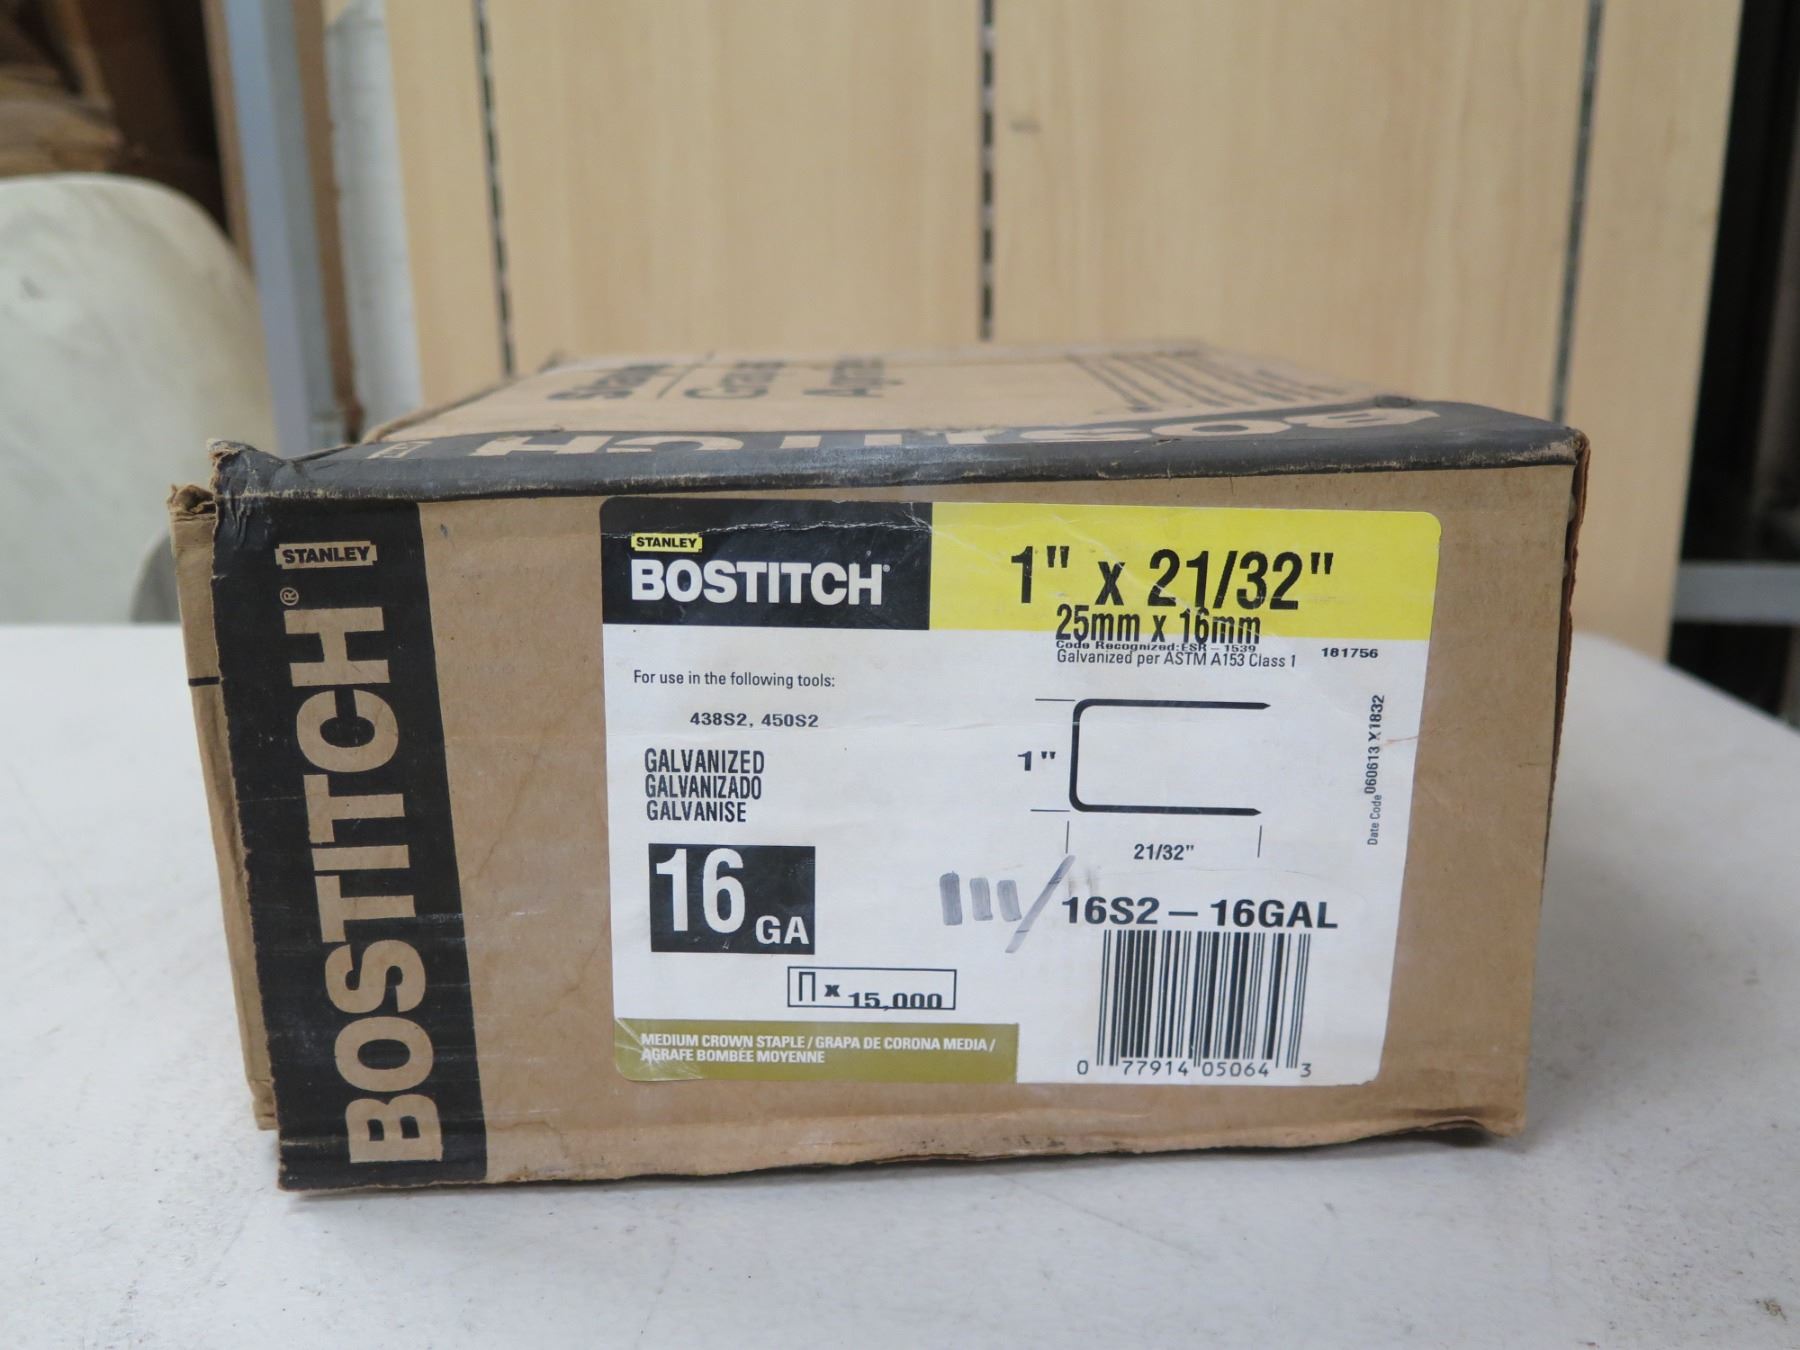 BOSTITCH
STANLEY
BOSTITCH®
STANLEY
BOSTITCH®
1" x 21/32"
25mm x 16mm
Code Recognized:ESR – 1539
Galvanized per ASTM A153 Class 1
181756
For use in the following tools:
438S2, 450S2
GALVANIZED
GALVANIZADO
GALVANISE
1"
21/32"
Date Code 060613 X1832
16 GA
16S2 – 16GAL
x 15,000
MEDIUM CROWN STAPLE / GRAPA DE CORONA MEDIA /
AGRAFE BOMBÉE MOYENNE
0 77914 05064 3